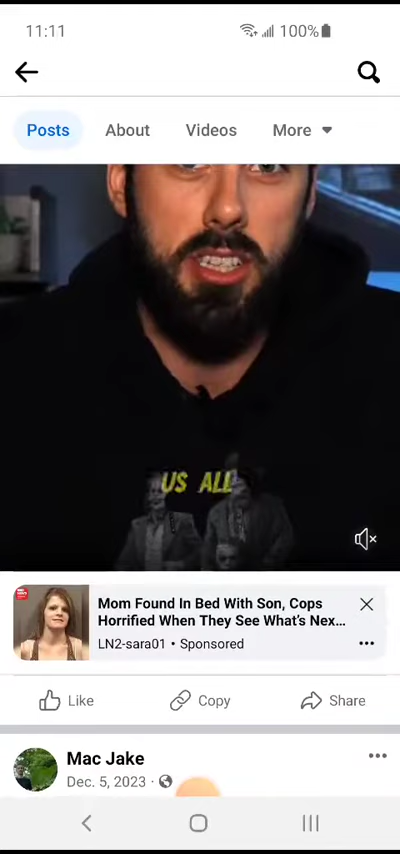 11:11
100%
Posts
About
Videos
More
US ALL
Mom Found In Bed With Son, Cops
Horrified When They See What's Nex...
LN2-sara01 • Sponsored
Like
Copy
Share
Mac Jake
Dec. 5, 2023 ·